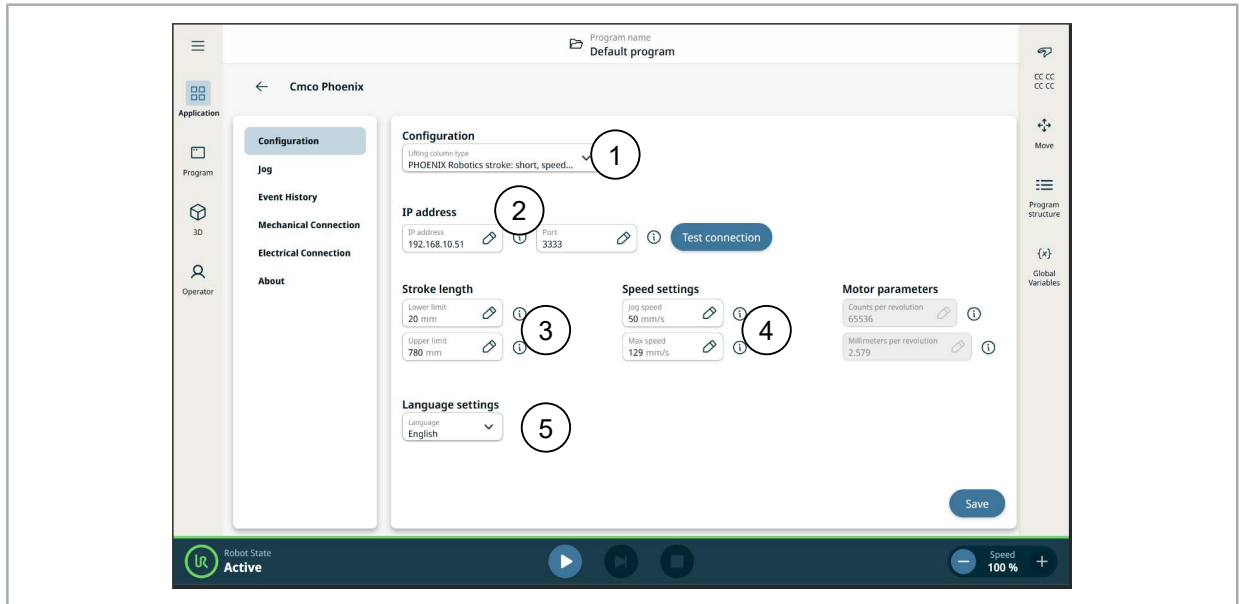 Program name
Default program
Cmco Phoenix
Application
Program
3D
Operator
Configuration
Jog
Event History
Mechanical Connection
Electrical Connection
About
Configuration
Lifting column type
PHOENIX Robotics stroke: short, speed...
1
IP address
2
IP address
192.168.10.51
Port
3333
Test connection
Stroke length
Lower limit
20 mm
Upper limit
780 mm
3
Speed settings
Jog speed
50 mm/s
Max speed
129 mm/s
4
Motor parameters
Counts per revolution
65536
Millimeters per revolution
2.579
Language settings
Language
English
5
Save
CC CC
CC CC
Move
Program
structure
{x}
Global
Variables
UR
Robot State
Active
Speed
100 %